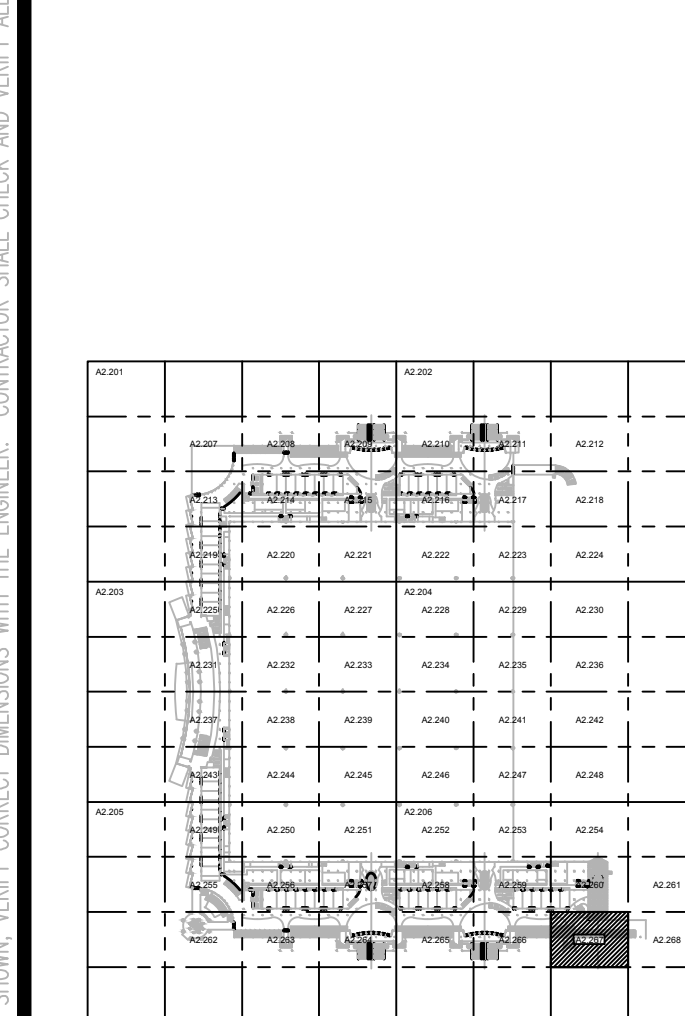 SHOWN, VERIFY CORRECT DIMENSIONS WITH THE ENGINEER. CONTRACTOR SHALL CHECK AND VERIFY ALL
A2.201 A2.202
A2.207 A2.208 A2.209 A2.210 A2.211 A2.212
A2.213 A2.214 A2.215 A2.216 A2.217 A2.218
A2.219 A2.220 A2.221 A2.222 A2.223 A2.224
A2.203 A2.204
A2.225 A2.226 A2.227 A2.228 A2.229 A2.230
A2.231 A2.232 A2.233 A2.234 A2.235 A2.236
A2.237 A2.238 A2.239 A2.240 A2.241 A2.242
A2.243 A2.244 A2.245 A2.246 A2.247 A2.248
A2.205 A2.206
A2.249 A2.250 A2.251 A2.252 A2.253 A2.254
A2.255 A2.256 A2.257 A2.258 A2.259 A2.260 A2.261
A2.262 A2.263 A2.264 A2.265 A2.266 A2.267 A2.268